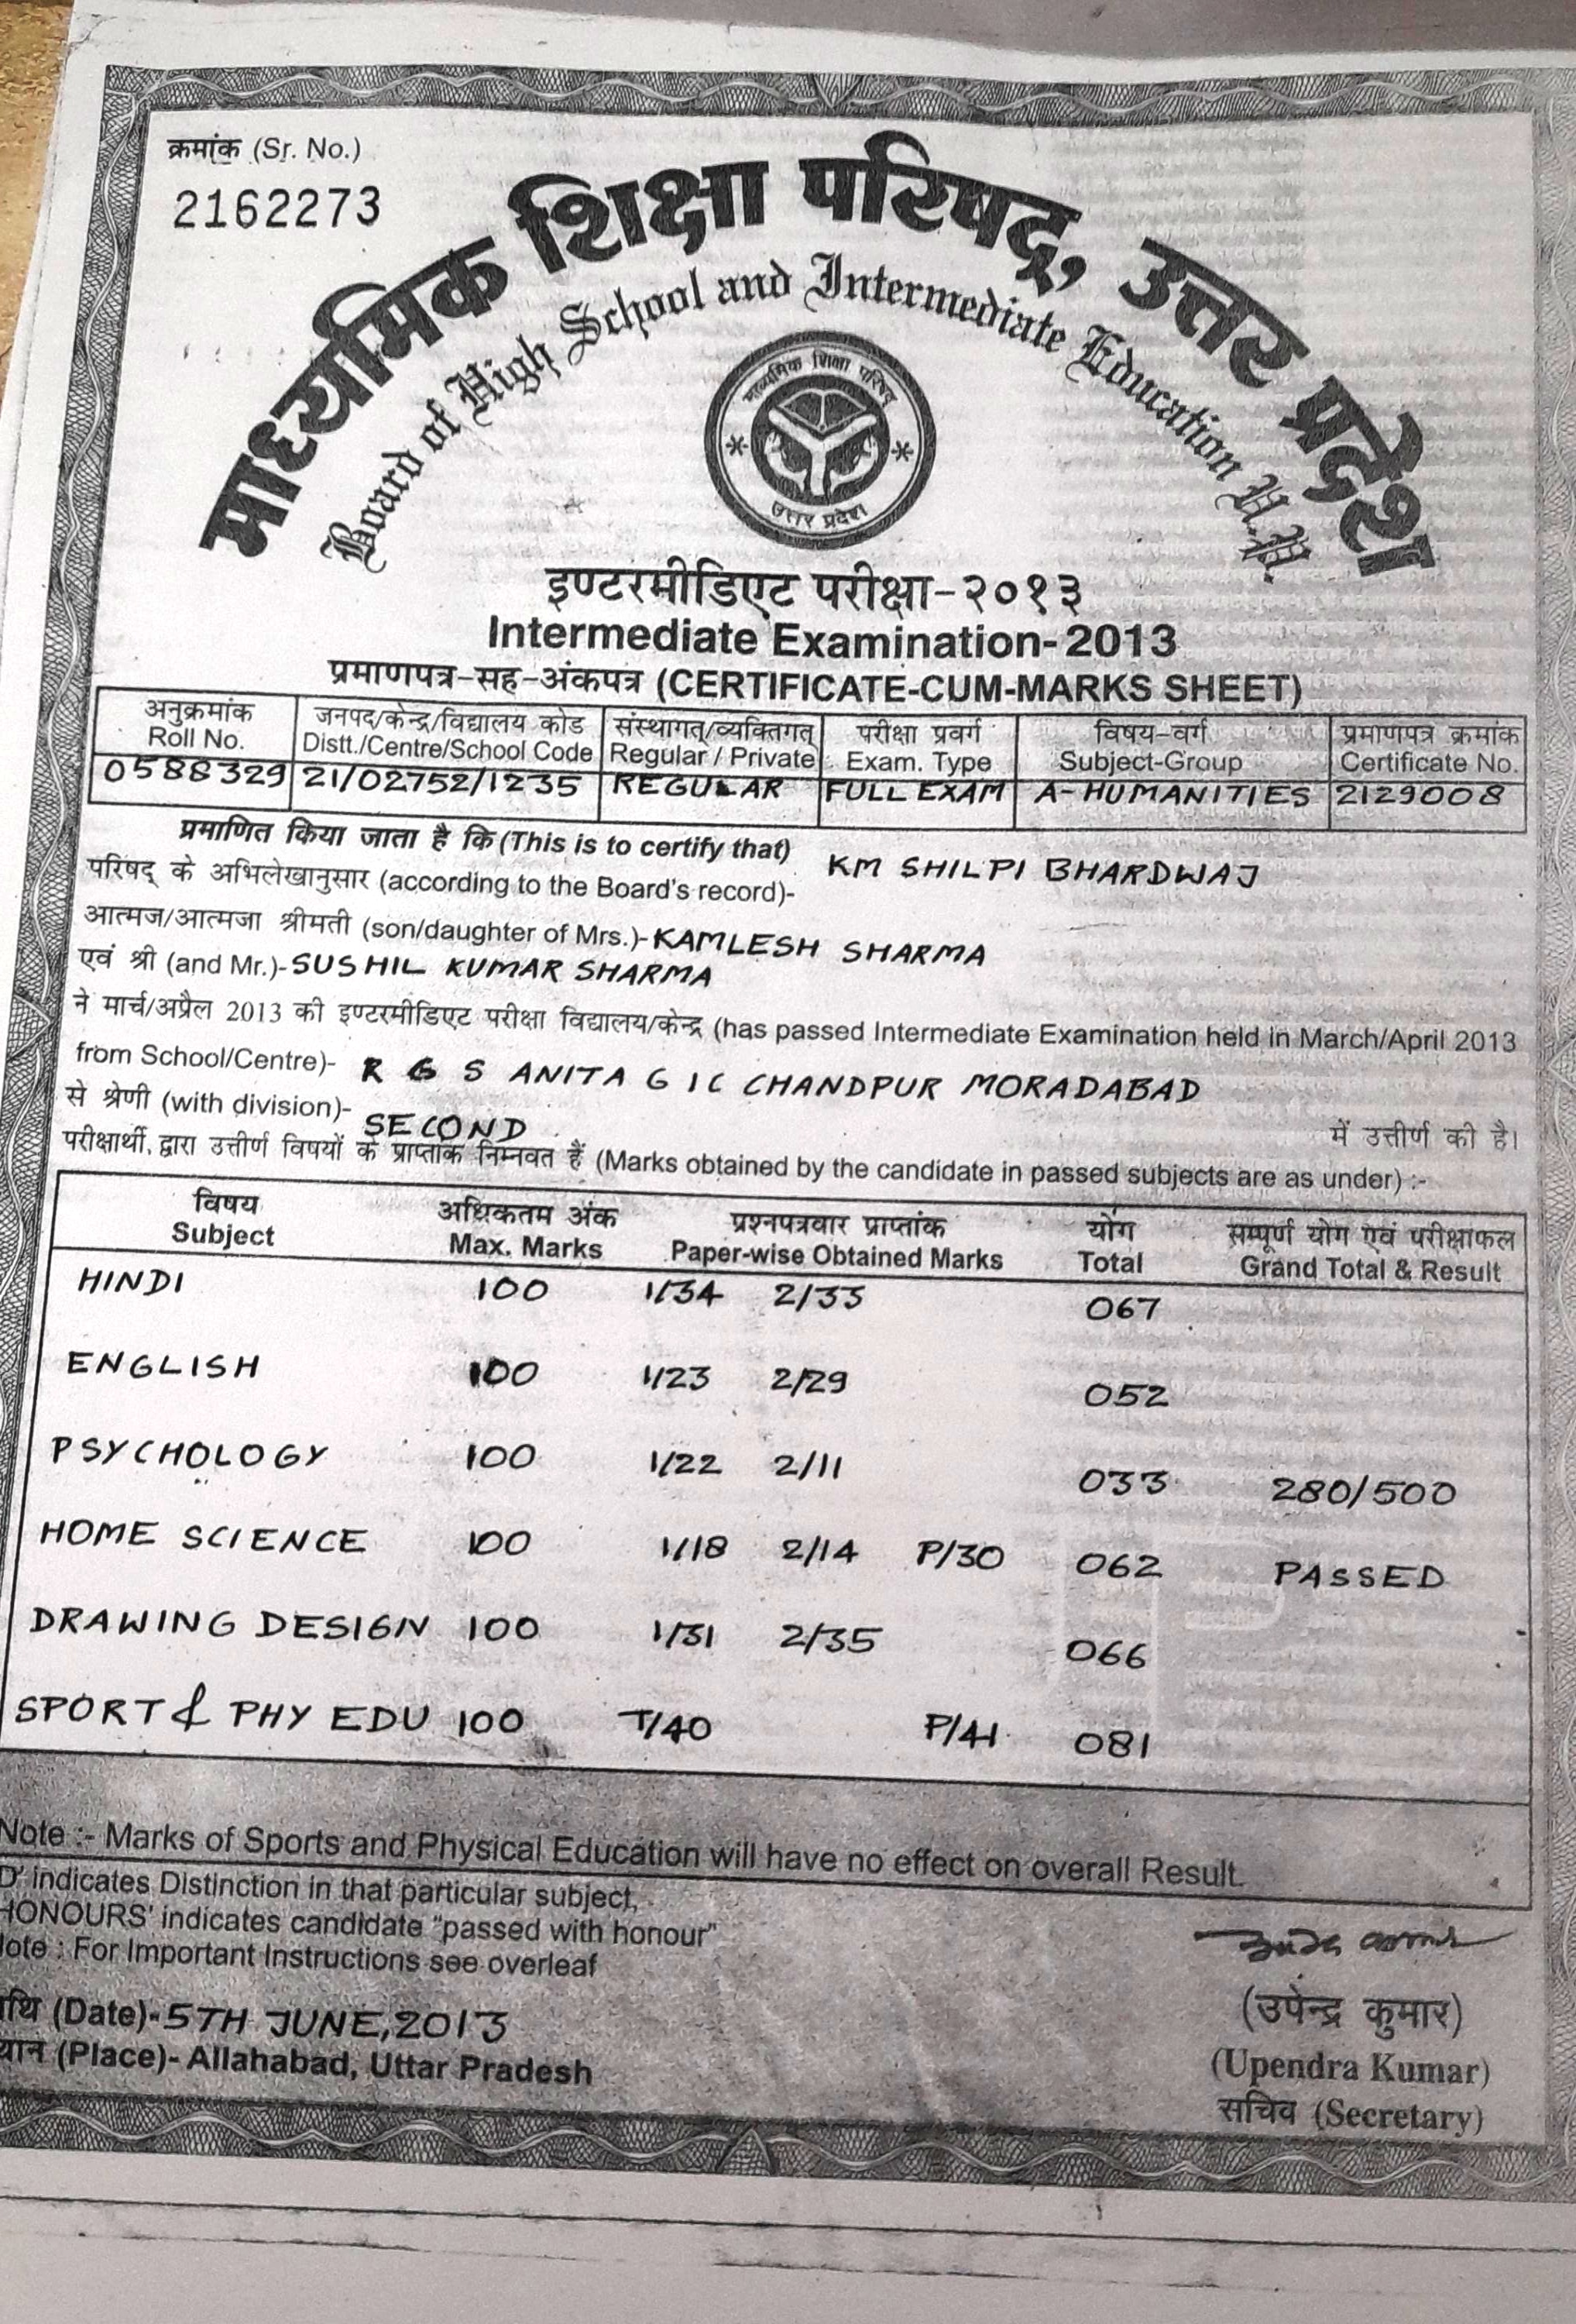 क्रमांक (Sr. No.)
2162273
माध्यमिक शिक्षा परिषद्, उत्तर प्रदेश
Board of High School and Intermediate Education U.P.
माध्यमिक शिक्षा परिषद्
उत्तर प्रदेश
इण्टरमीडिएट परीक्षा-२०१३
Intermediate Examination-2013
प्रमाणपत्र-सह-अंकपत्र (CERTIFICATE-CUM-MARKS SHEET)
अनुक्रमांक जनपद/केन्द्र/विद्यालय कोड संस्थागत्/व्यक्तिगत् परीक्षा प्रवर्ग विषय-वर्ग प्रमाणपत्र क्रमांक
Roll No. Distt./Centre/School Code Regular / Private Exam. Type Subject-Group Certificate No.
0588329 21/02752/1235 REGULAR FULL EXAM A-HUMANITIES 2129008
प्रमाणित किया जाता है कि (This is to certify that)
परिषद् के अभिलेखानुसार (according to the Board's record)- KM SHILPI BHARDWAJ
आत्मज/आत्मजा श्रीमती (son/daughter of Mrs.)- KAMLESH SHARMA
एवं श्री (and Mr.)- SUSHIL KUMAR SHARMA
ने मार्च/अप्रैल 2013 की इण्टरमीडिएट परीक्षा विद्यालय/केन्द्र (has passed Intermediate Examination held in March/April 2013
from School/Centre)- R G S ANITA G IC CHANDPUR MORADABAD
से श्रेणी (with division)- SECOND में उत्तीर्ण की है।
परीक्षार्थी द्वारा उत्तीर्ण विषयों के प्राप्तांक निम्नवत हैं (Marks obtained by the candidate in passed subjects are as under) :-
विषय अधिकतम अंक प्रश्नपत्रवार प्राप्तांक योग सम्पूर्ण योग एवं परीक्षाफल
Subject Max. Marks Paper-wise Obtained Marks Total Grand Total & Result
HINDI 100 1/34 2/33 067
ENGLISH 100 1/23 2/29 052
PSYCHOLOGY 100 1/22 2/11 033 280/500
HOME SCIENCE 100 1/18 2/14 P/30 062 PASSED
DRAWING DESIGN 100 1/31 2/35 066
SPORT & PHY EDU 100 T/40 P/41 081
Note :- Marks of Sports and Physical Education will have no effect on overall Result.
D' indicates Distinction in that particular subject,
HONOURS' indicates candidate "passed with honour"
Note : For Important Instructions see overleaf
(Date)- 5TH JUNE, 2013
(Place)- Allahabad, Uttar Pradesh
(उपेन्द्र कुमार)
(Upendra Kumar)
सचिव (Secretary)